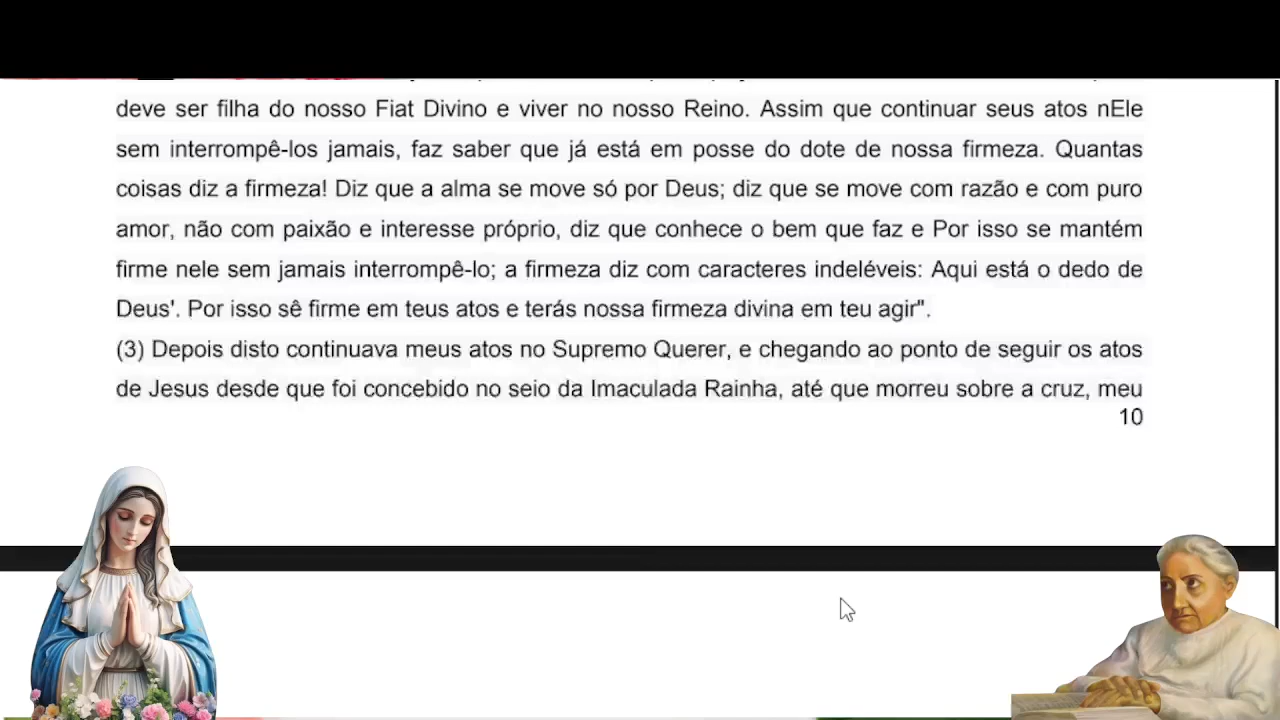 deve ser filha do nosso Fiat Divino e viver no nosso Reino. Assim que continuar seus atos nEle
sem interrompê-los jamais, faz saber que já está em posse do dote de nossa firmeza. Quantas
coisas diz a firmeza! Diz que a alma se move só por Deus; diz que se move com razão e com puro
amor, não com paixão e interesse próprio, diz que conhece o bem que faz e Por isso se mantém
firme nele sem jamais interrompê-lo; a firmeza diz com caracteres indeléveis: Aqui está o dedo de
Deus'. Por isso sê firme em teus atos e terás nossa firmeza divina em teu agir".
(3) Depois disto continuava meus atos no Supremo Querer, e chegando ao ponto de seguir os atos
de Jesus desde que foi concebido no seio da Imaculada Rainha, até que morreu sobre a cruz, meu
10